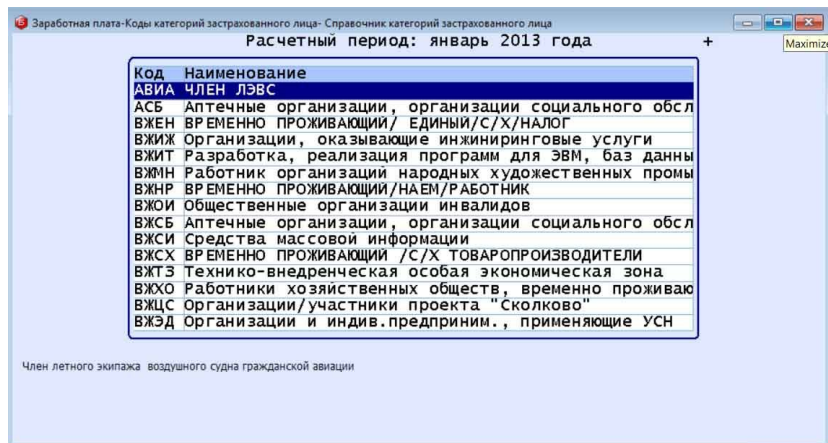 Заработная плата-Коды категорий застрахованного лица- Справочник категорий застрахованного лица
Расчетный период: январь 2013 года +
Maximize
Код Наименование
АВИА ЧЛЕН ЛЭВС
АСБ Аптечные организации, организации социального обсл
ВЖЕН ВРЕМЕННО ПРОЖИВАЮЩИЙ/ ЕДИНЫЙ/С/Х/НАЛОГ
ВЖИЖ Организации, оказывающие инжиниринговые услуги
ВЖИТ Разработка, реализация программ для ЭВМ, баз данны
ВЖМН Работник организаций народных художественных промы
ВЖНР ВРЕМЕННО ПРОЖИВАЮЩИЙ/НАЕМ/РАБОТНИК
ВЖОИ Общественные организации инвалидов
ВЖСБ Аптечные организации, организации социального обсл
ВЖСИ Средства массовой информации
ВЖСХ ВРЕМЕННО ПРОЖИВАЮЩИЙ /С/Х ТОВАРОПРОИЗВОДИТЕЛИ
ВЖТЗ Технико-внедренческая особая экономическая зона
ВЖХО Работники хозяйственных обществ, временно проживаю
ВЖЦС Организации/участники проекта "Сколково"
ВЖЭД Организации и индив.предприним., применяющие УСН
Член летного экипажа воздушного судна гражданской авиации